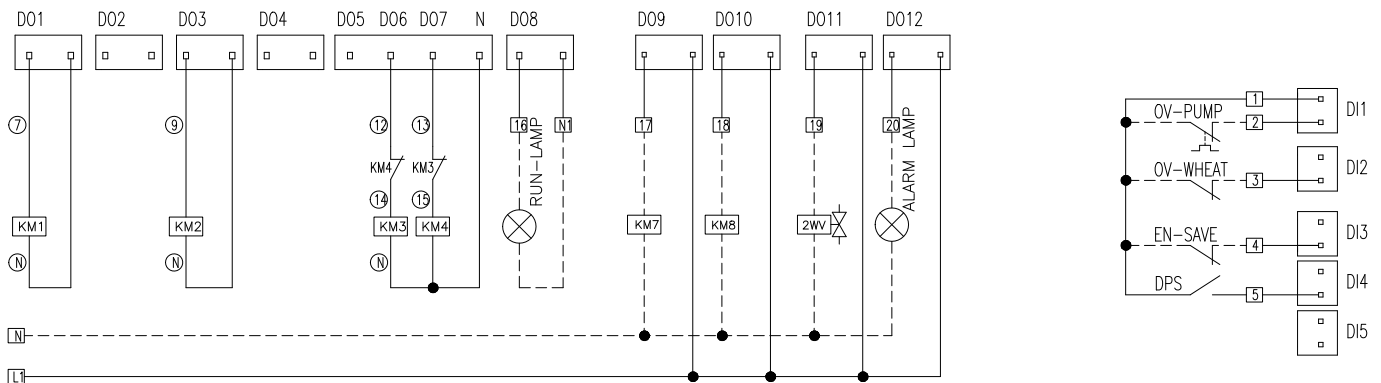 DO1 DO2 DO3 DO4 DO5 DO6 DO7 N DO8 DO9 DO10 DO11 DO12
1 DI1
OV-PUMP 2
7 9 12 13 16 N1 17 18 19 20
RUN-LAMP
ALARM LAMP
KM4 KM3
DI2
OV-WHEAT 3
14 15
KM1 KM2 KM3 KM4 KM7 KM8 2WV
EN-SAVE 4 DI3
N N N
DPS 5 DI4
N DI5
L1